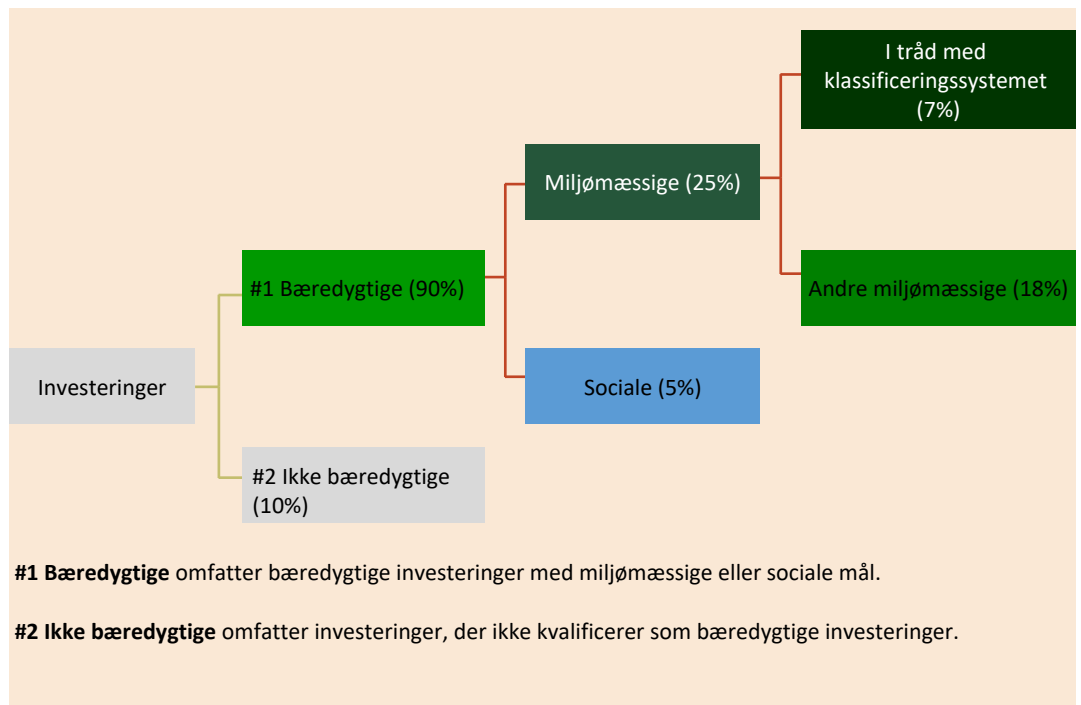 I tråd med
klassificeringssystemet
(7%)
Miljømæssige (25%)
#1 Bæredygtige (90%)
Andre miljømæssige (18%)
Investeringer
Sociale (5%)
#2 Ikke bæredygtige
(10%)
#1 Bæredygtige omfatter bæredygtige investeringer med miljømæssige eller sociale mål.
#2 Ikke bæredygtige omfatter investeringer, der ikke kvalificerer som bæredygtige investeringer.